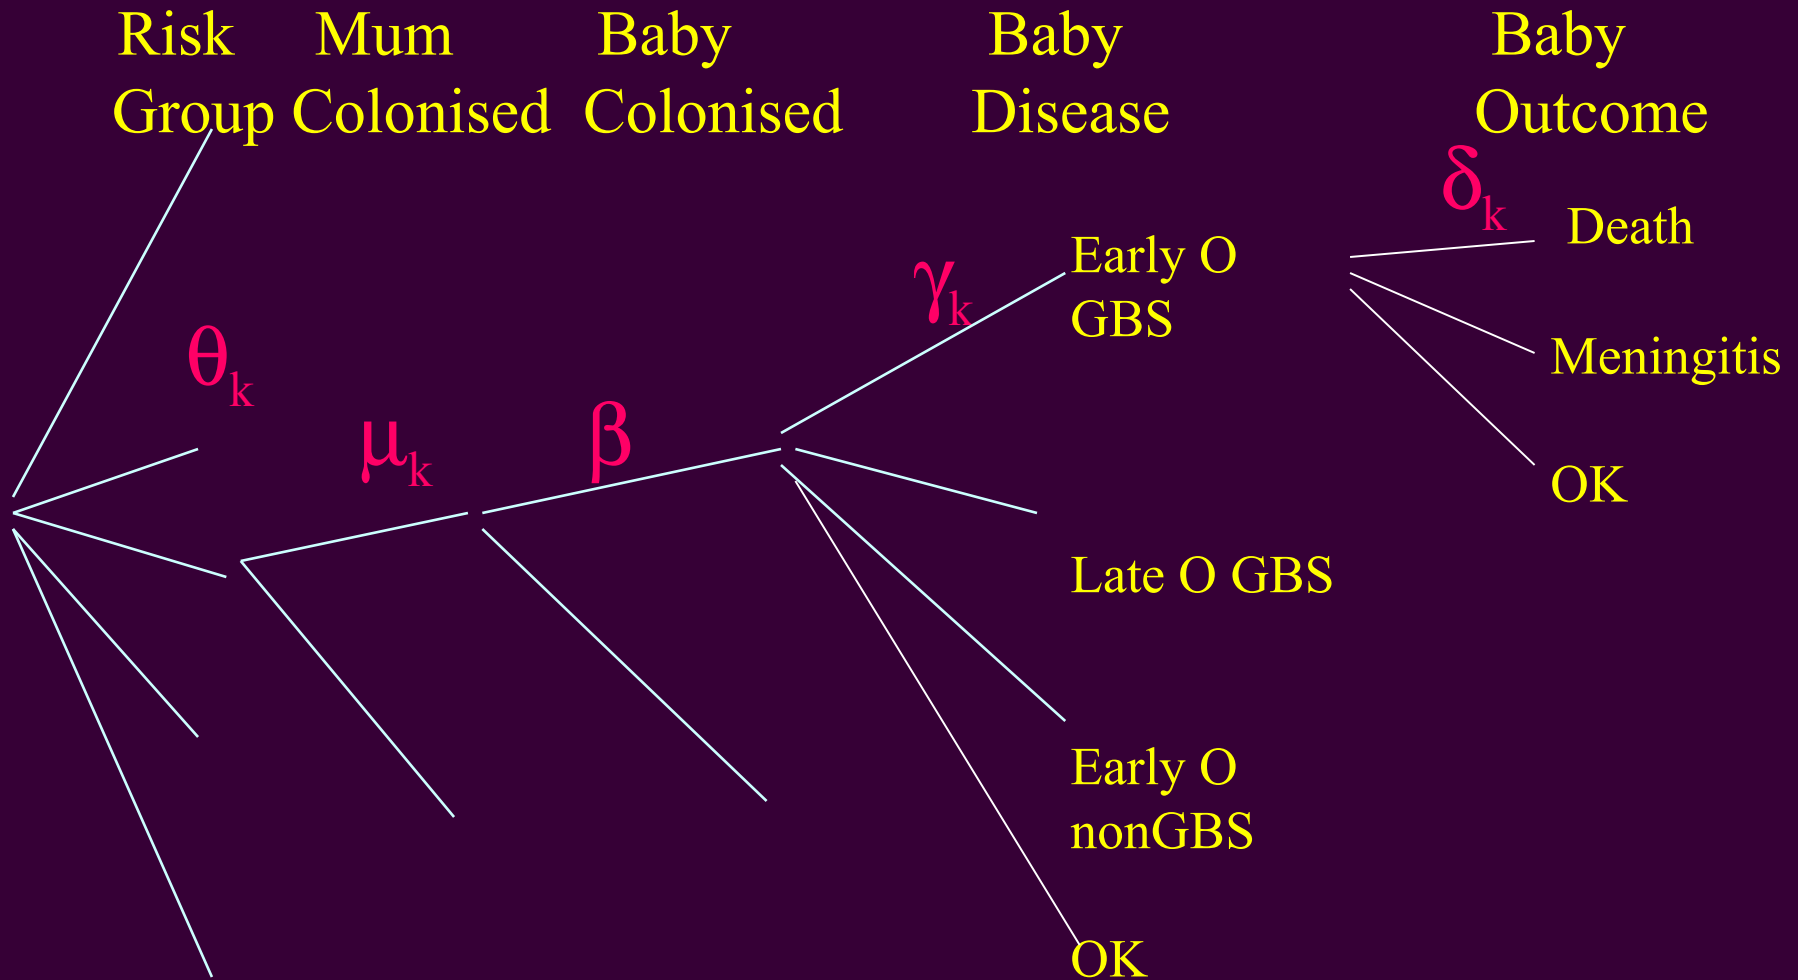 Risk Mum Baby Baby Baby
Group Colonised Colonised Disease Outcome
δk
Death
Early O
GBS
γk
θk
Meningitis
μk
β
OK
Late O GBS
Early O
nonGBS
OK